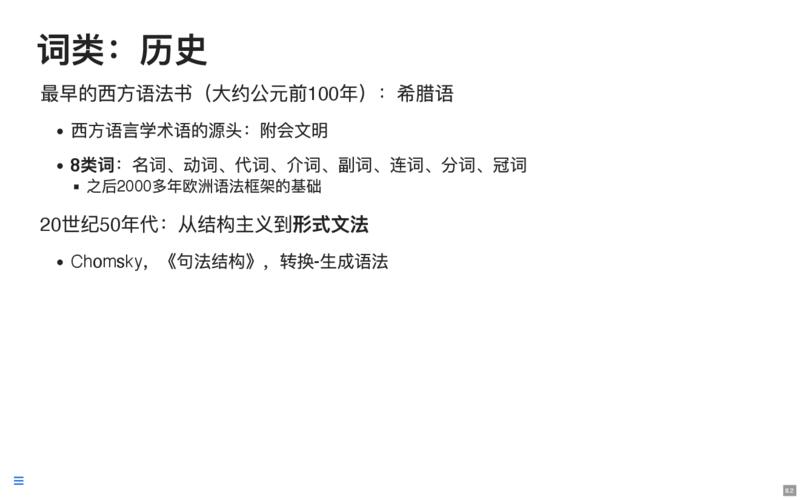 词类：历史
最早的西方语法书（大约公元前100年）：希腊语
• 西方语言学术语的源头：附会文明
• 8类词：名词、动词、代词、介词、副词、连词、分词、冠词
▪ 之后2000多年欧洲语法框架的基础
20世纪50年代：从结构主义到形式文法
• Chomsky，《句法结构》，转换-生成语法